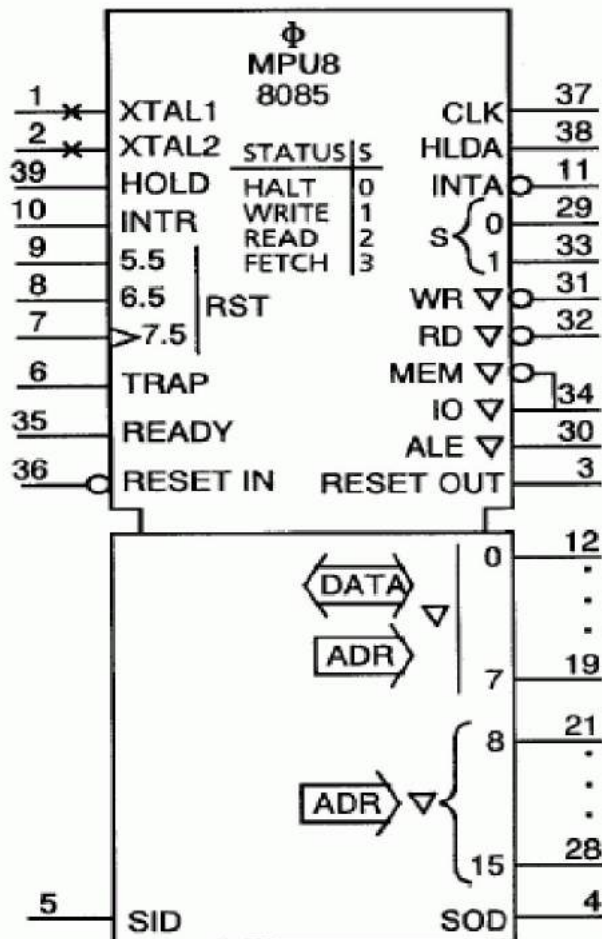 Φ
MPU8
8085
1 XTAL1 CLK 37
2 XTAL2 STATUS S HLDA 38
39 HOLD HALT 0 INTA 11
10 INTR WRITE 1 S 0 29
9 5.5 READ 2 1 33
8 6.5 RST FETCH 3 WR 31
7 7.5 RD 32
6 TRAP MEM
IO 34
35 READY ALE 30
36 RESET IN RESET OUT 3
0 12
DATA
ADR
7 19
8 21
ADR
15 28
5 SID SOD 4